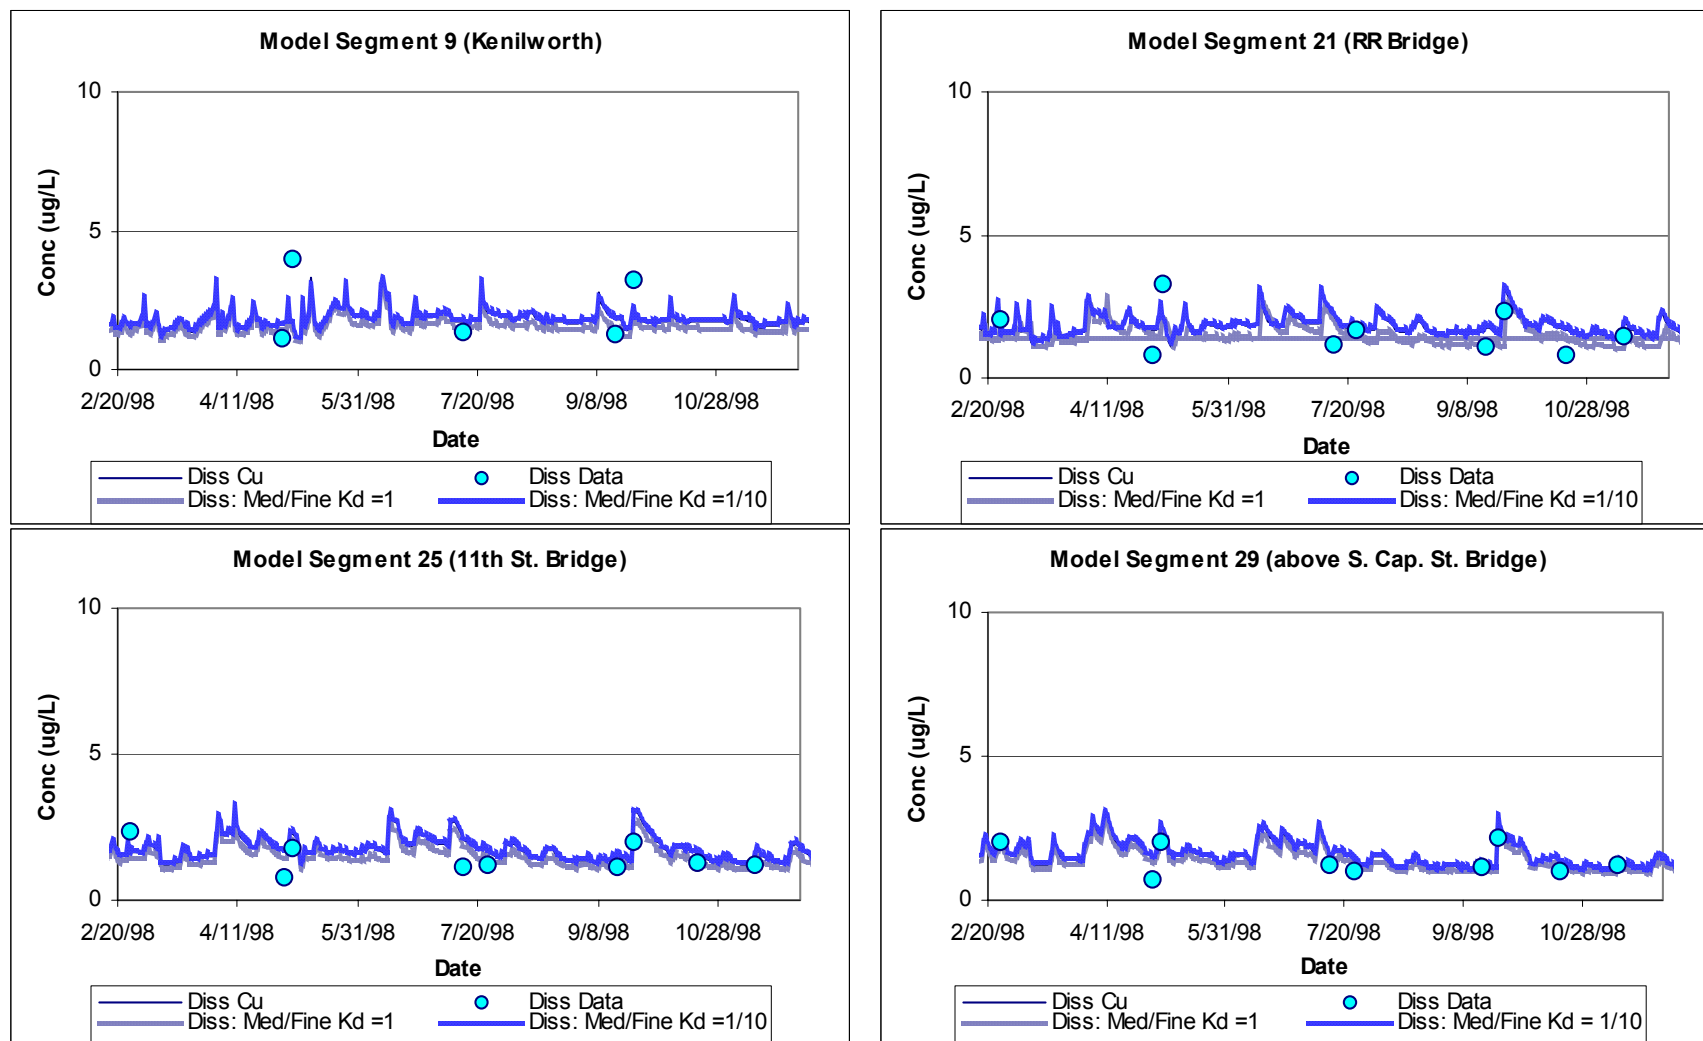 Model Segment 9 (Kenilworth)
10
5
0
Conc (ug/L)
2/20/98 4/11/98 5/31/98 7/20/98 9/8/98 10/28/98
Date
Diss Cu Diss Data
Diss: Med/Fine Kd =1 Diss: Med/Fine Kd =1/10
Model Segment 21 (RR Bridge)
10
5
0
Conc (ug/L)
2/20/98 4/11/98 5/31/98 7/20/98 9/8/98 10/28/98
Date
Diss Cu Diss Data
Diss: Med/Fine Kd =1 Diss: Med/Fine Kd =1/10
Model Segment 25 (11th St. Bridge)
10
5
0
Conc (ug/L)
2/20/98 4/11/98 5/31/98 7/20/98 9/8/98 10/28/98
Date
Diss Cu Diss Data
Diss: Med/Fine Kd =1 Diss: Med/Fine Kd =1/10
Model Segment 29 (above S. Cap. St. Bridge)
10
5
0
Conc (ug/L)
2/20/98 4/11/98 5/31/98 7/20/98 9/8/98 10/28/98
Date
Diss Cu Diss Data
Diss: Med/Fine Kd =1 Diss: Med/Fine Kd = 1/10